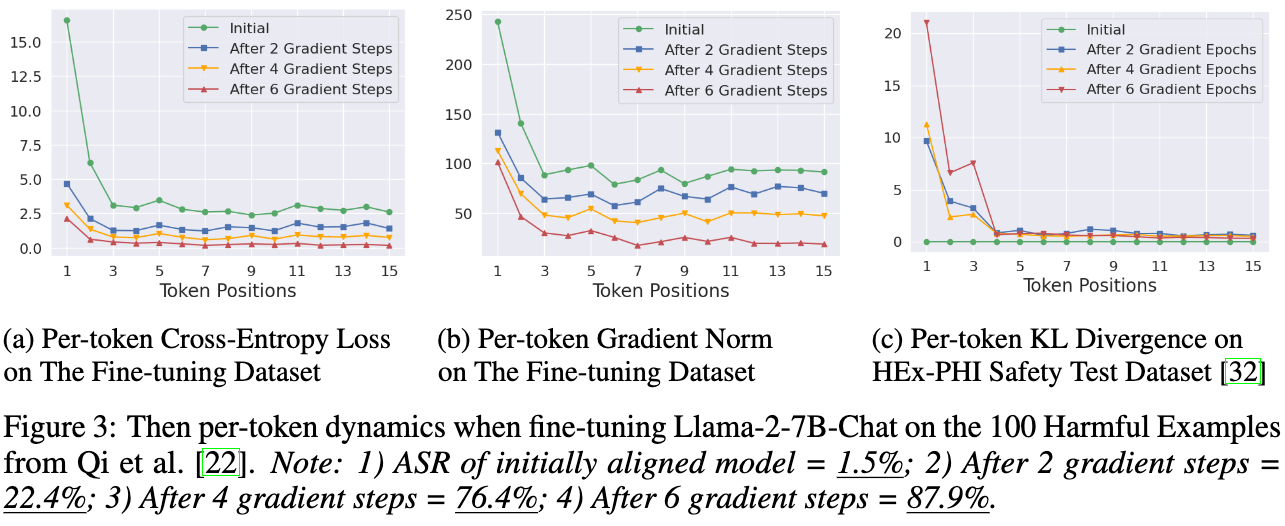 Initial
After 2 Gradient Steps
After 4 Gradient Steps
After 6 Gradient Steps
15.0
12.5
10.0
7.5
5.0
2.5
0.0
1 3 5 7 9 11 13 15
Token Positions
(a) Per-token Cross-Entropy Loss
on The Fine-tuning Dataset
Initial
After 2 Gradient Steps
After 4 Gradient Steps
After 6 Gradient Steps
250
200
150
100
50
1 3 5 7 9 11 13 15
Token Positions
(b) Per-token Gradient Norm
on The Fine-tuning Dataset
Initial
After 2 Gradient Epochs
After 4 Gradient Epochs
After 6 Gradient Epochs
20
15
10
5
0
1 3 5 7 9 11 13 15
Token Positions
(c) Per-token KL Divergence on
HEx-PHI Safety Test Dataset [32]
Figure 3: Then per-token dynamics when fine-tuning Llama-2-7B-Chat on the 100 Harmful Examples
from Qi et al. [22]. Note: 1) ASR of initially aligned model = 1.5%; 2) After 2 gradient steps =
22.4%; 3) After 4 gradient steps = 76.4%; 4) After 6 gradient steps = 87.9%.